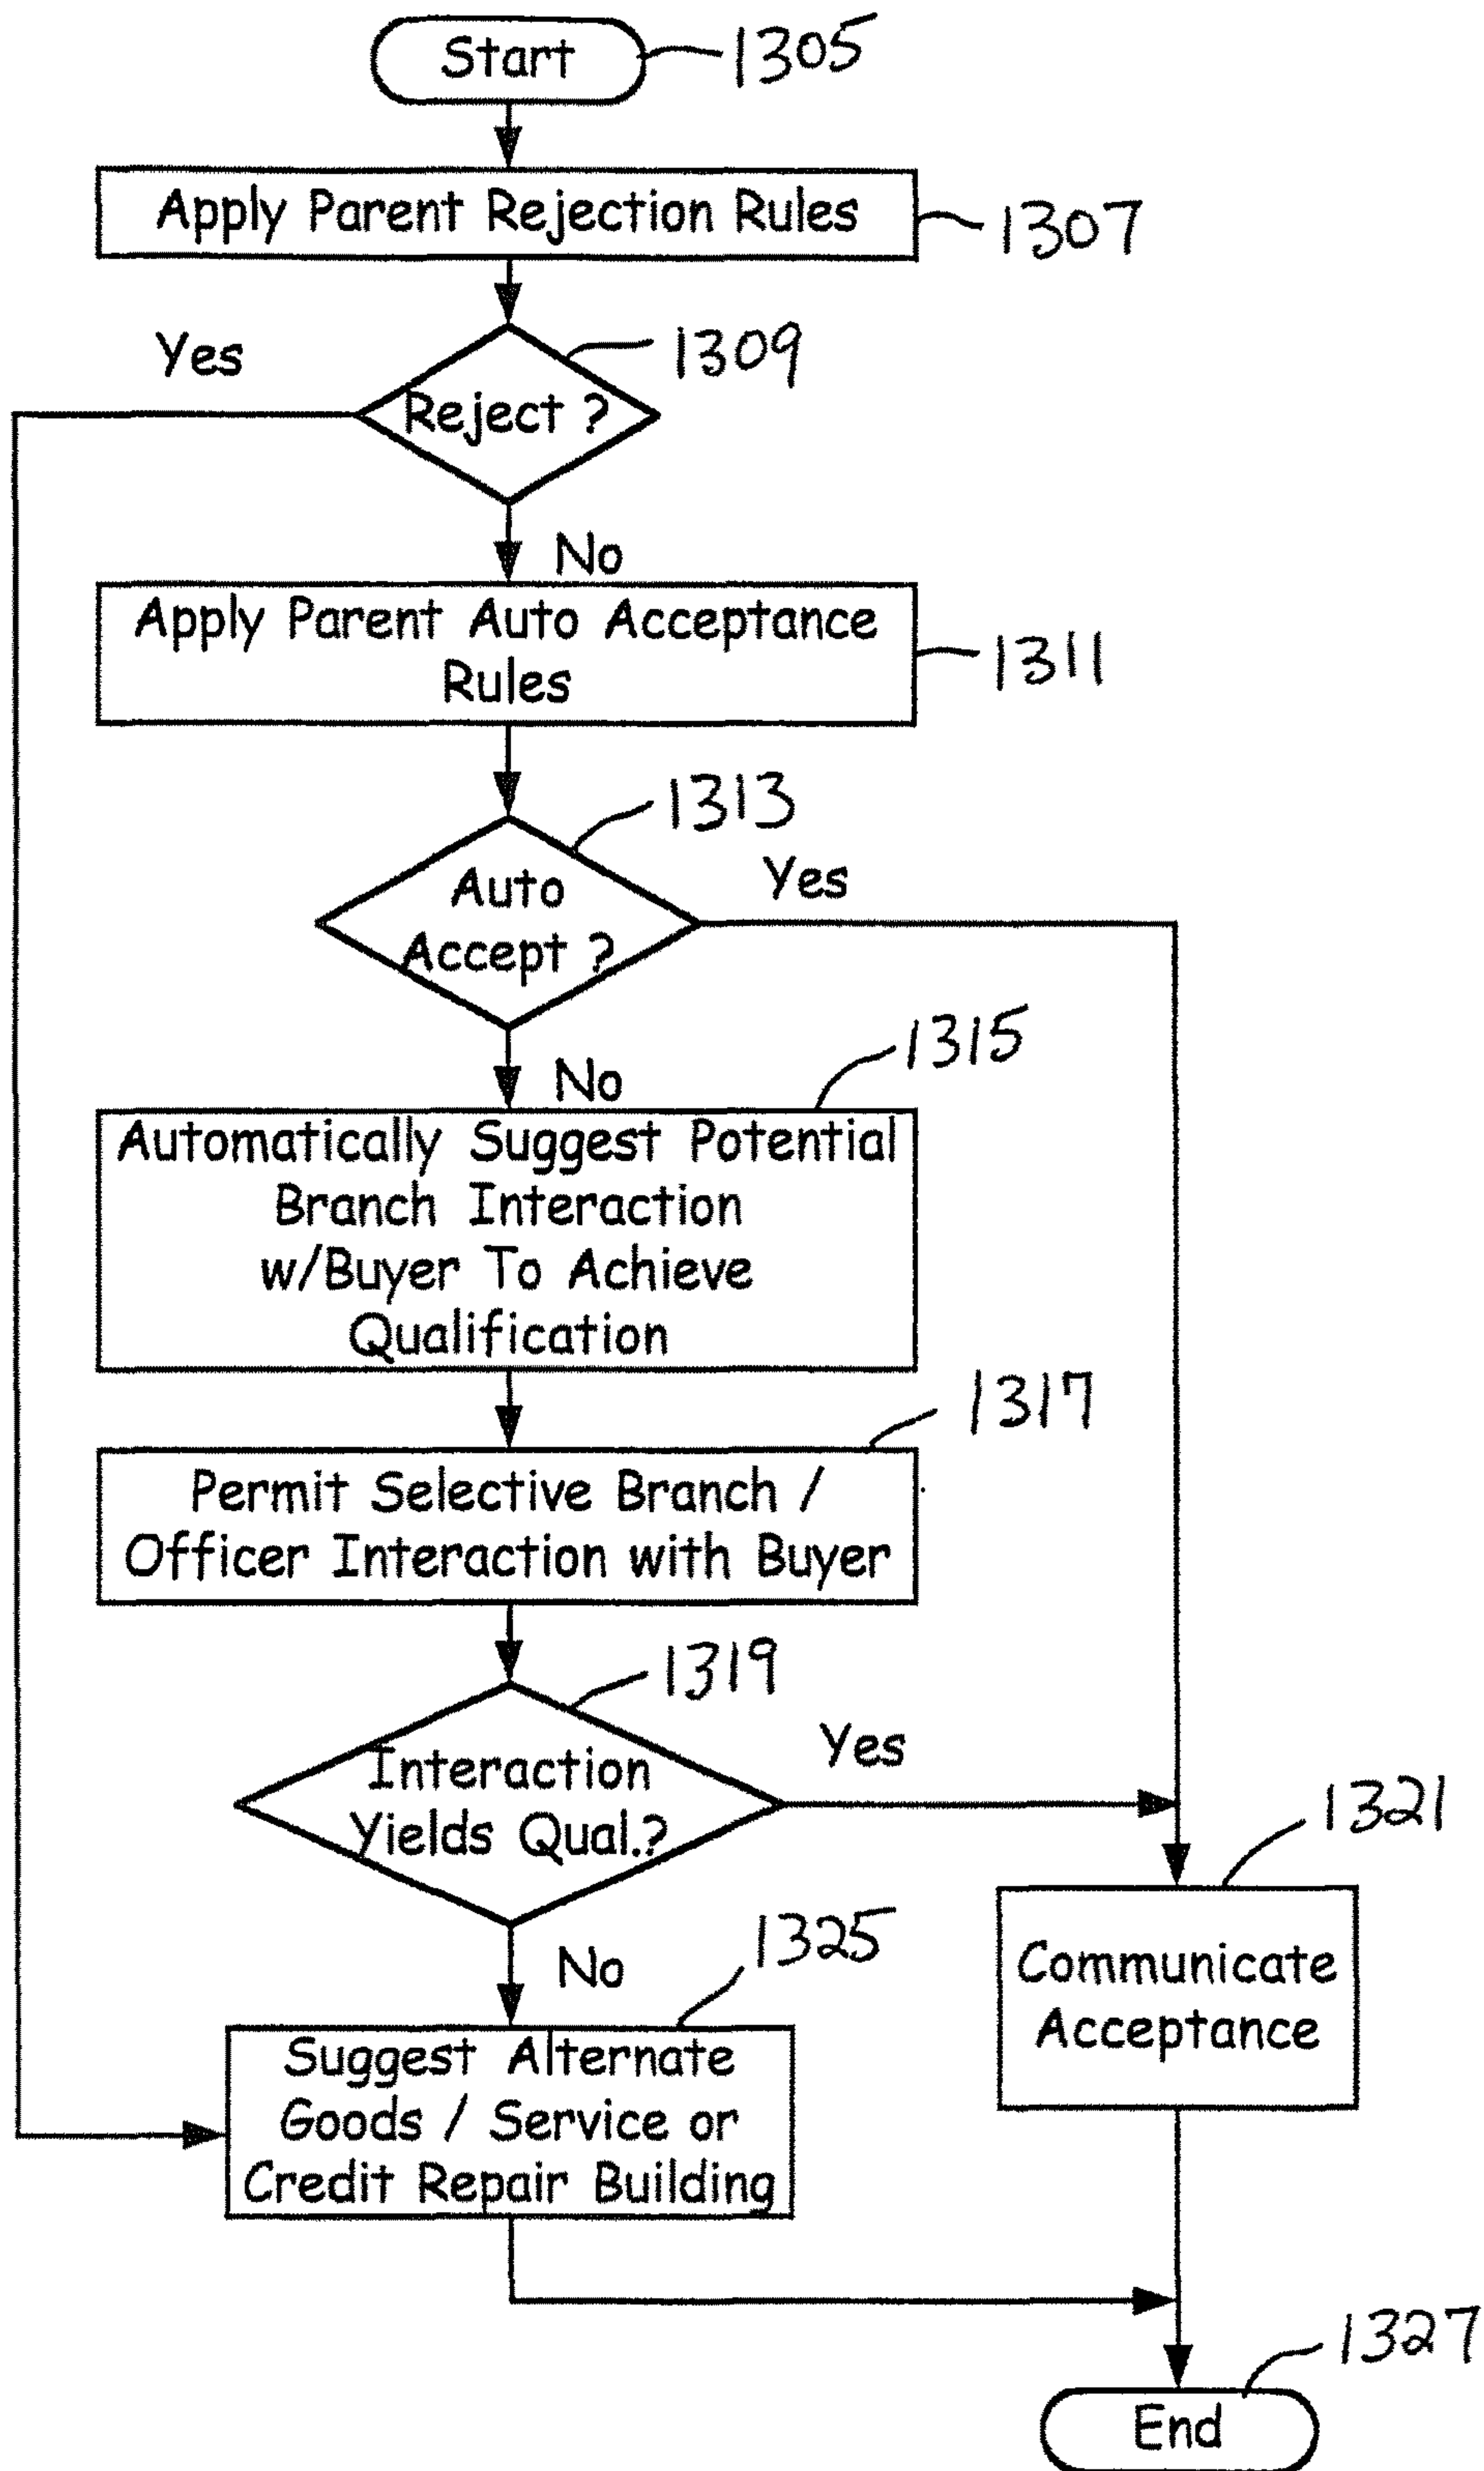 Start
1305
Apply Parent Rejection Rules
1307
Yes
1309
Reject ?
No
Apply Parent Auto Acceptance
Rules
1311
1313
Auto
Accept ?
Yes
1315
No
Automatically Suggest Potential
Branch Interaction
w/Buyer To Achieve
Qualification
1317
Permit Selective Branch /
Officer Interaction with Buyer
1319
Interaction
Yields Qual.?
Yes
1321
1325
No
Communicate
Acceptance
Suggest Alternate
Goods / Service or
Credit Repair Building
1327
End